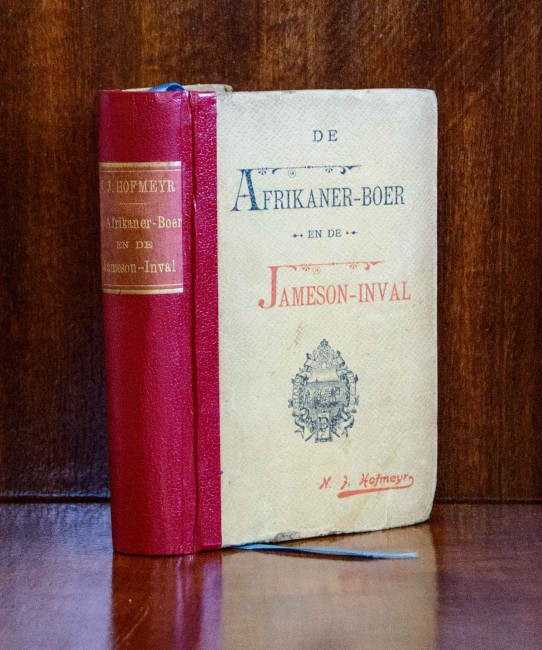 J. HOFMEYR
Afrikaner-Boer
EN DE
Jameson-Inval
DE
AFRIKANER-BOER
EN DE
JAMESON-INVAL
N. J. Hofmeyr